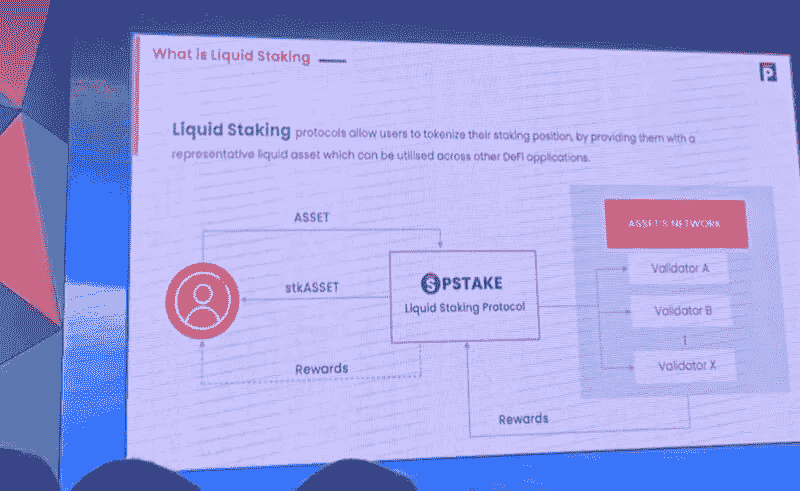 What is Liquid Staking
P
Liquid Staking protocols allow users to tokenize their staking position, by providing them with a
representative liquid asset which can be utilised across other DeFi applications.
ASSET
ASSET'S NETWORK
Validator A
stkASSET
SPSTAKE
Liquid Staking Protocol
Validator B
Validator X
Rewards
Rewards